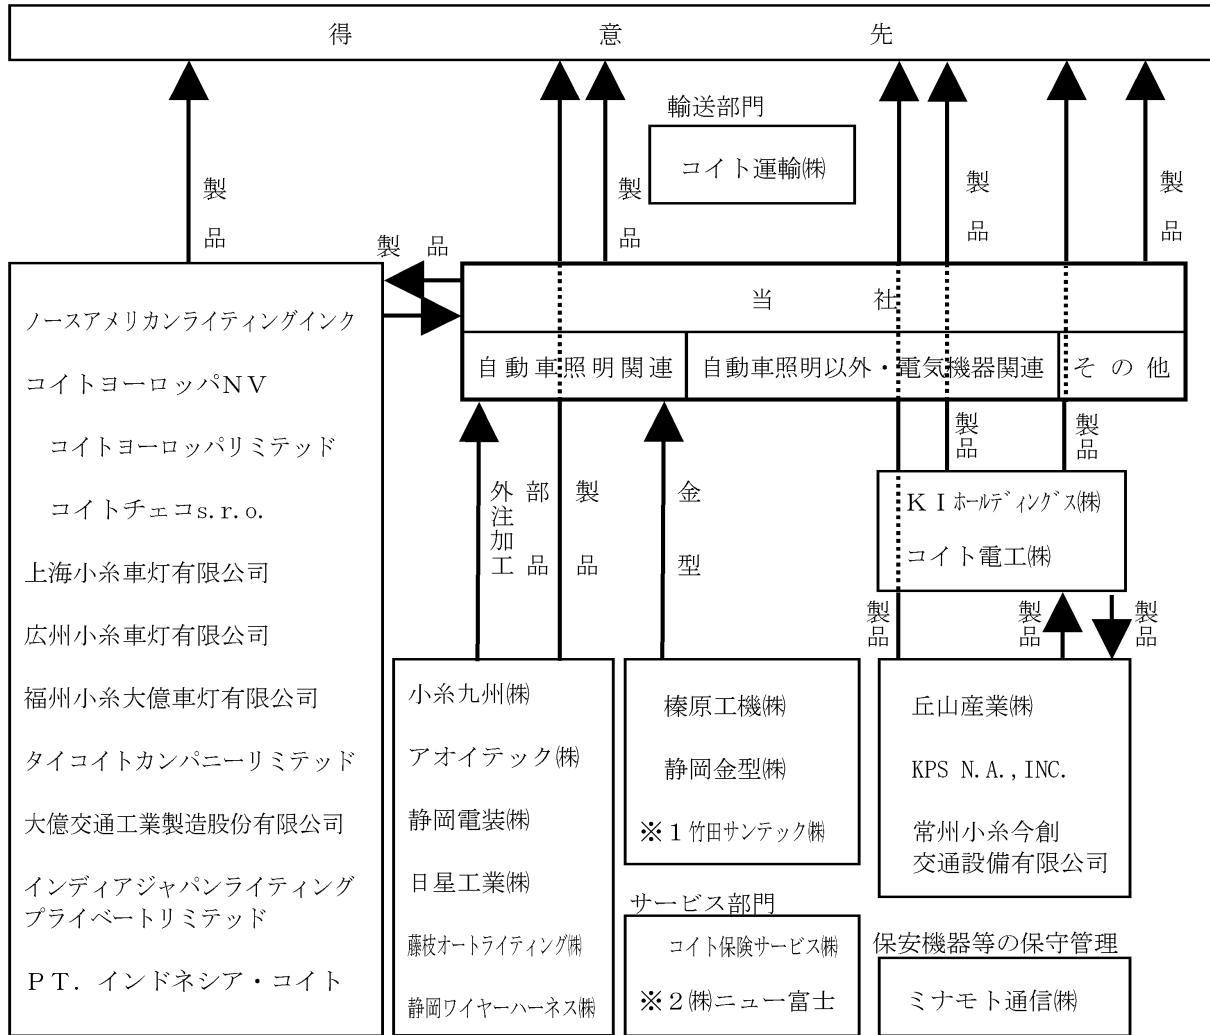 得意先
輸送部門
コイト運輸㈱
製品
製品
製品
製品
製品
当社
自動車照明関連
自動車照明以外・電気機器関連
その他
ノースアメリカンライティングインク
コイトヨーロッパNV
コイトヨーロッパリミテッド
コイトチェコs.r.o.
上海小糸車灯有限公司
広州小糸車灯有限公司
福州小糸大億車灯有限公司
タイコイトカンパニーリミテッド
大億交通工業製造股份有限公司
インディアジャパンライティング
プライベートリミテッド
PT．インドネシア・コイト
外注加工
部品
製品
金型
製品
製品
KIホールディングス㈱
コイト電工㈱
製品
製品
製品
小糸九州㈱
アオイテック㈱
静岡電装㈱
日星工業㈱
藤枝オートライティング㈱
静岡ワイヤーハーネス㈱
榛原工機㈱
静岡金型㈱
※1竹田サンテック㈱
サービス部門
コイト保険サービス㈱
※2㈱ニュー富士
丘山産業㈱
KPS N.A.,INC.
常州小糸今創
交通設備有限公司
保安機器等の保守管理
ミナモト通信㈱